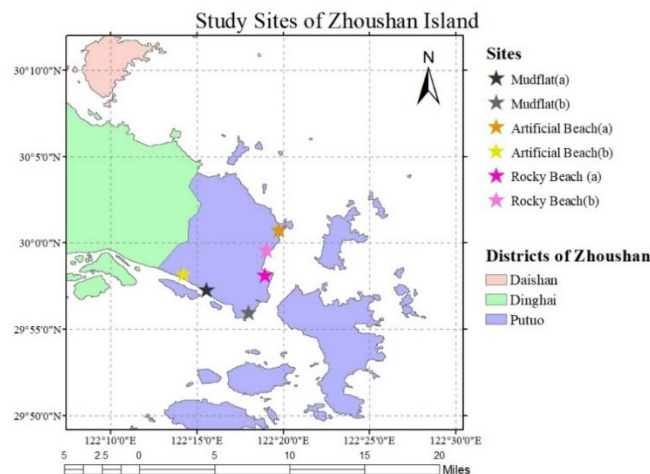 Study Sites of Zhoushan Island
N
30°10'0"N
30°5'0"N
30°0'0"N
29°55'0"N
29°50'0"N
122°10'0"E
122°15'0"E
122°20'0"E
122°25'0"E
122°30'0"E
5 2.5 0 5 10 15 20
Miles
Sites
Mudflat(a)
Mudflat(b)
Artificial Beach(a)
Artificial Beach(b)
Rocky Beach (a)
Rocky Beach(b)
Districts of Zhoushan
Daishan
Dinghai
Putuo